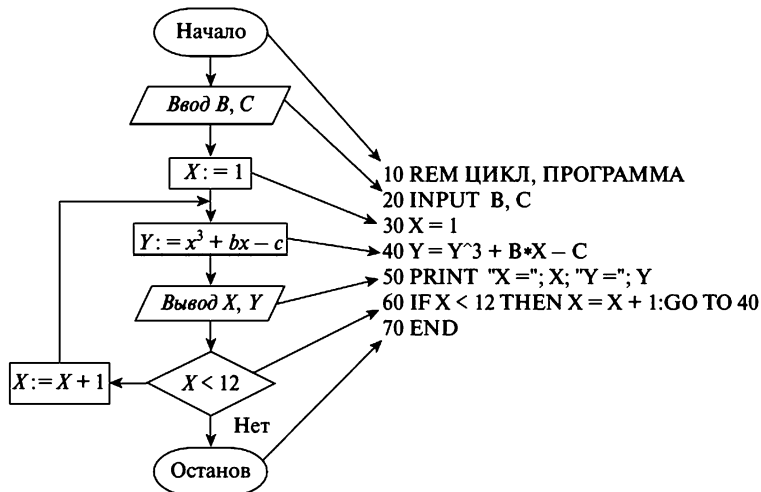 Начало
Ввод B, C
X : = 1
Y : = x³ + bx – c
Вывод X, Y
X < 12
X : = X + 1
Нет
Останов
10 REM ЦИКЛ, ПРОГРАММА
20 INPUT B, C
30 X = 1
40 Y = Y^3 + B*X – C
50 PRINT "X ="; X; "Y ="; Y
60 IF X < 12 THEN X = X + 1:GO TO 40
70 END